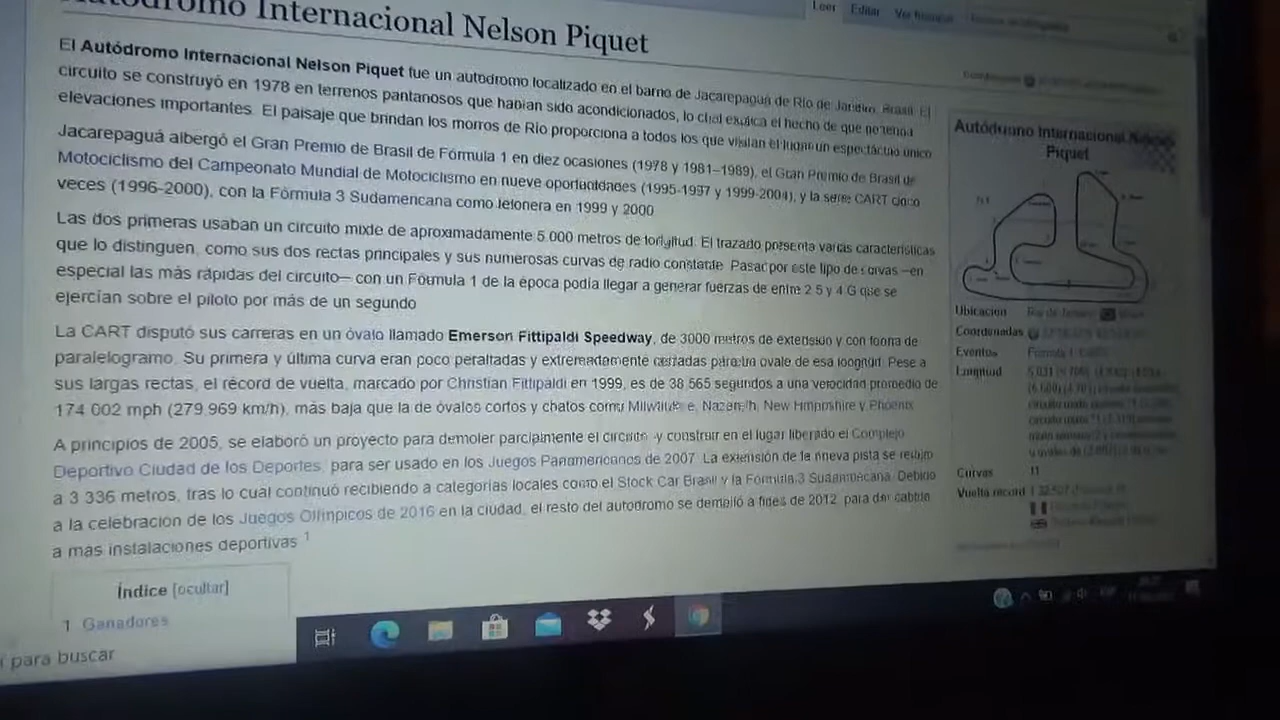 Autódromo Internacional Nelson Piquet
Leer Editar Ver historial
El Autódromo Internacional Nelson Piquet fue un autódromo localizado en el barrio de Jacarepaguá de Río de Janeiro, Brasil. El
circuito se construyó en 1978 en terrenos pantanosos que habían sido acondicionados, lo cual explica el hecho de que no tenía
elevaciones importantes. El paisaje que brindan los morros de Río proporciona a todos los que visitan el lugar un espectáculo único
Jacarepaguá albergó el Gran Premio de Brasil de Fórmula 1 en diez ocasiones (1978 y 1981–1989), el Gran Premio de Brasil de
Motociclismo del Campeonato Mundial de Motociclismo en nueve oportunidades (1995-1997 y 1999-2004), y la serie CART cinco
veces (1996-2000), con la Fórmula 3 Sudamericana como telonera en 1999 y 2000
Las dos primeras usaban un circuito mixto de aproximadamente 5.000 metros de longitud. El trazado presenta varias características
que lo distinguen, como sus dos rectas principales y sus numerosas curvas de radio constante. Pasar por este tipo de curvas —en
especial las más rápidas del circuito— con un Fórmula 1 de la época podía llegar a generar fuerzas de entre 2.5 y 4 G que se
ejercían sobre el piloto por más de un segundo
La CART disputó sus carreras en un óvalo llamado Emerson Fittipaldi Speedway, de 3000 metros de extensión y con forma de
paralelogramo. Su primera y última curva eran poco peraltadas y extremadamente cerradas para un óvalo de esa longitud. Pese a
sus largas rectas, el récord de vuelta, marcado por Christian Fittipaldi en 1999, es de 38.565 segundos a una velocidad promedio de
174.002 mph (279.969 km/h), más baja que la de óvalos cortos y chatos como Milwaukee, Nazareth, New Hampshire y Phoenix.
A principios de 2005, se elaboró un proyecto para demoler parcialmente el circuito y construir en el lugar liberado el Complejo
Deportivo Ciudad de los Deportes, para ser usado en los Juegos Panamericanos de 2007. La extensión de la nueva pista se redujo
a 3 336 metros, tras lo cual continuó recibiendo a categorías locales como el Stock Car Brasil y la Fórmula 3 Sudamericana. Debido
a la celebración de los Juegos Olímpicos de 2016 en la ciudad, el resto del autódromo se demolió a fines de 2012, para dar cabida
a más instalaciones deportivas 1
Índice [ocultar]
1 Ganadores
para buscar
Autódromo Internacional Nelson
Piquet
Ubicación
Coordenadas
Eventos
Longitud
Curvas 11
Vuelta récord